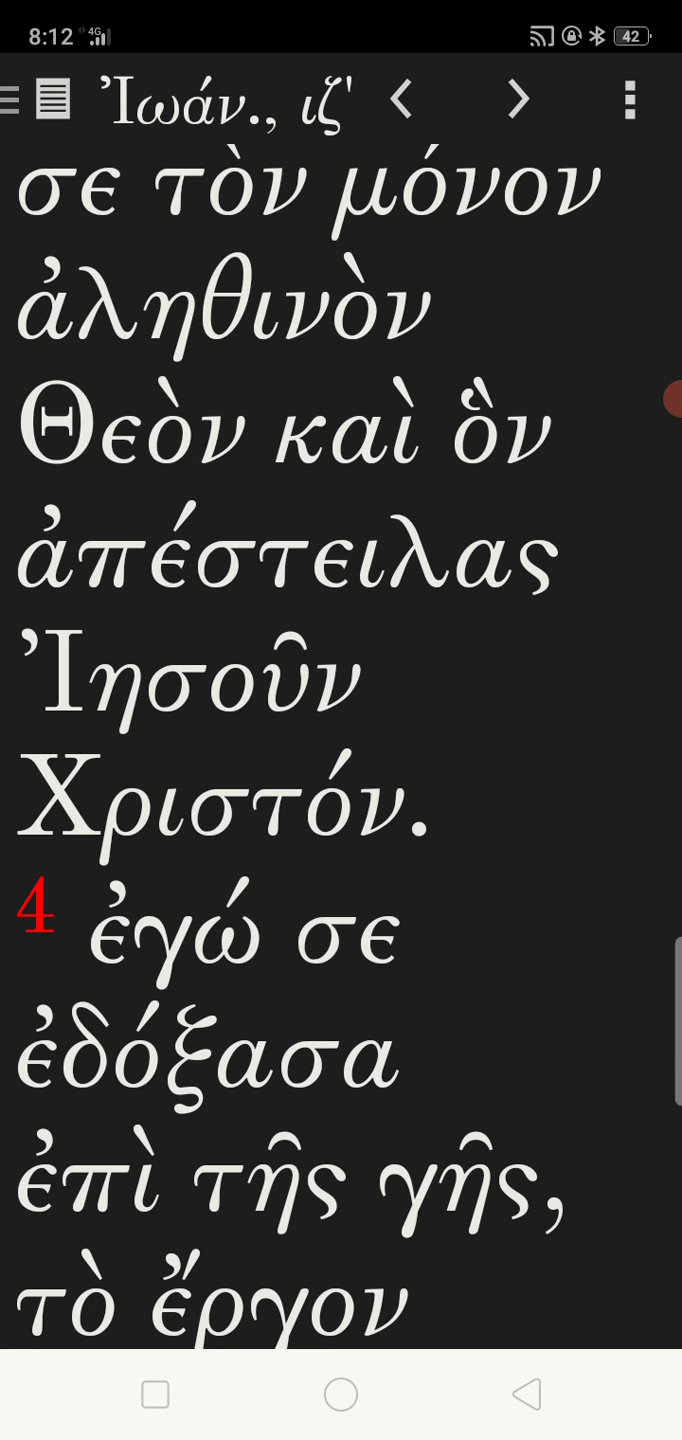 8:12 4G 42
Ἰωάν., ιζ'
σε τὸν μόνον
ἀληθινὸν
Θεὸν καὶ ὃν
ἀπέστειλας
Ἰησοῦν
Χριστόν.
4 ἐγώ σε
ἐδόξασα
ἐπὶ τῆς γῆς,
τὸ ἔργον